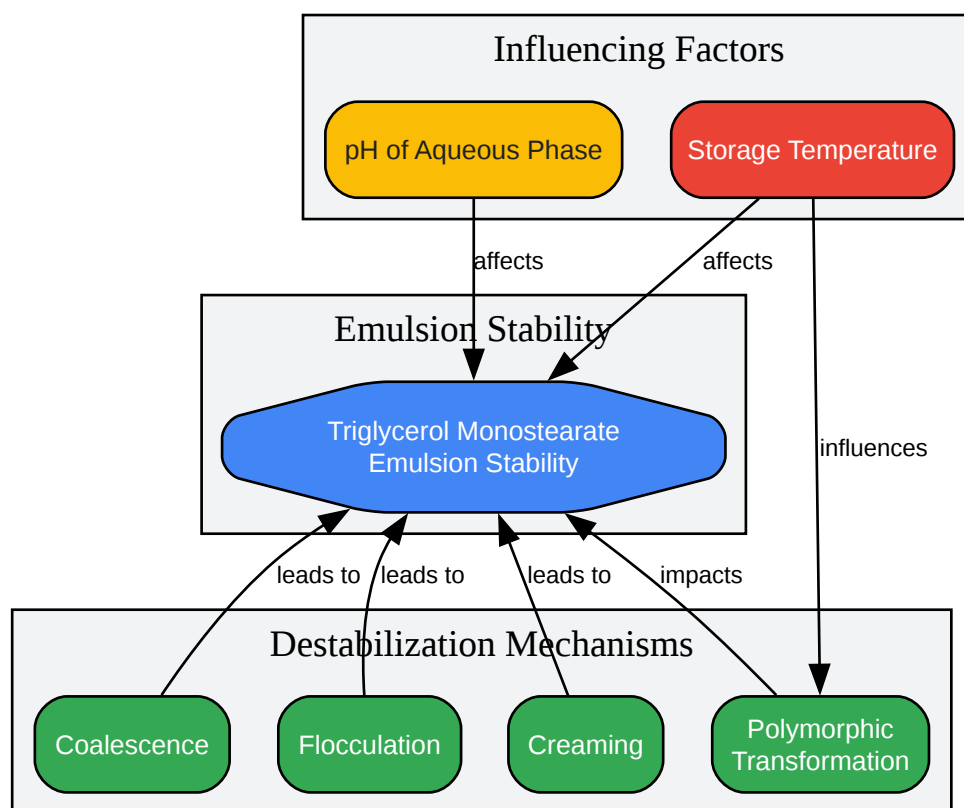 Influencing Factors
pH of Aqueous Phase
Storage Temperature
affects
affects
Emulsion Stability
Triglycerol Monostearate
Emulsion Stability
influences
leads to
leads to
leads to
impacts
Destabilization Mechanisms
Coalescence
Flocculation
Creaming
Polymorphic
Transformation